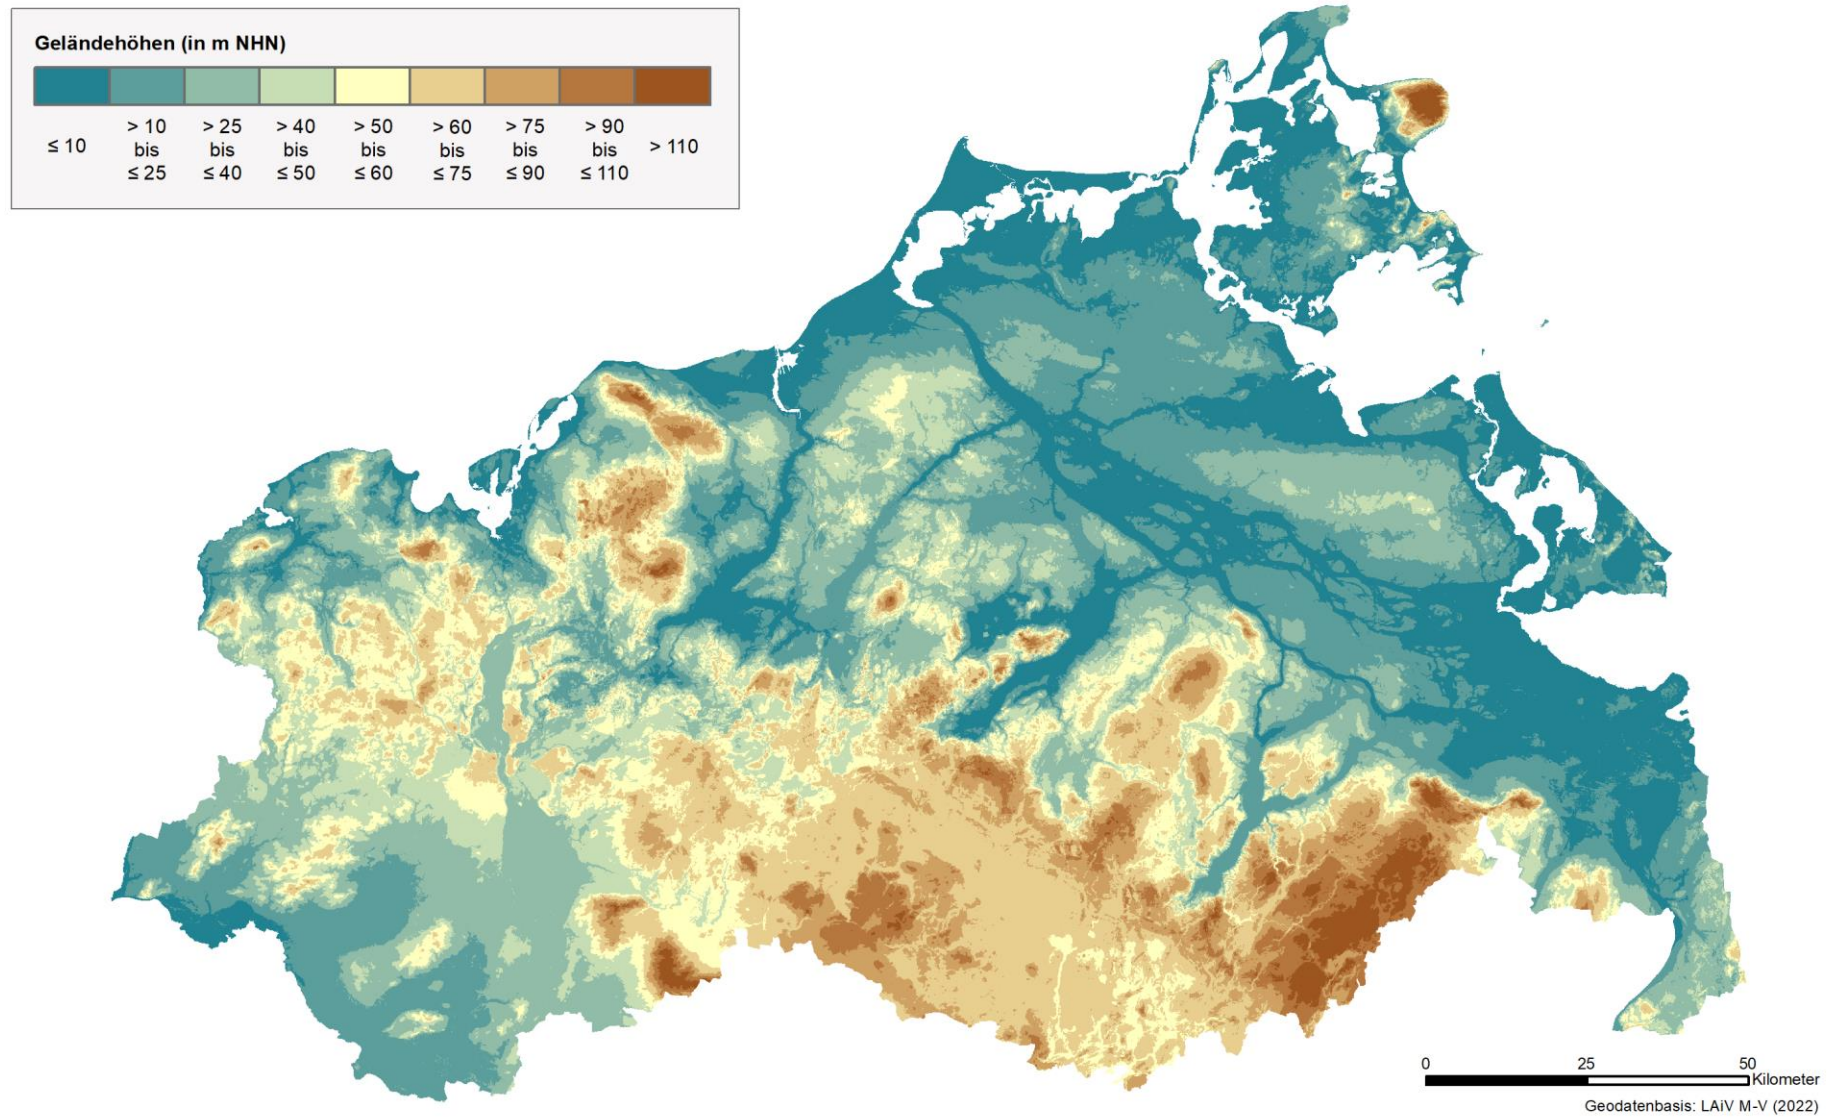 Geländehöhen (in m NHN)
≤ 10
> 10
bis
≤ 25
> 25
bis
≤ 40
> 40
bis
≤ 50
> 50
bis
≤ 60
> 60
bis
≤ 75
> 75
bis
≤ 90
> 90
bis
≤ 110
> 110
0 25 50
Kilometer
Geodatenbasis: LAiV M-V (2022)